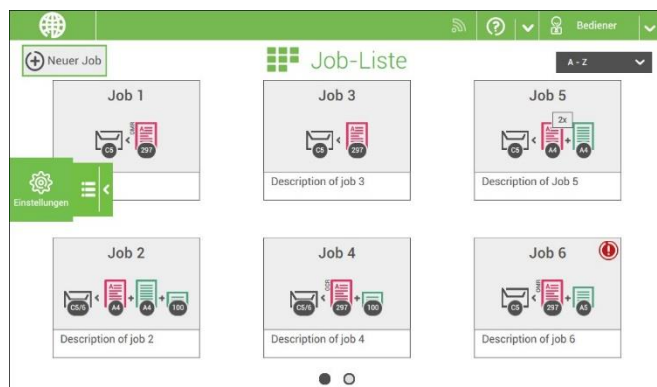 Bediener
Neuer Job
Job-Liste
A - Z
Job 1
Job 3
Job 5
C5 OMR A 297
C5 A 297
C5 A A4 2x A4
Description of job 3
Description of Job 5
Einstellungen
Job 2
Job 4
Job 6
C5/6 A A4 + A4 + 100
C5/6 OCR A 297 + 100
C5 OMR A 297 + A5
Description of job 2
Description of job 4
Description of job 6